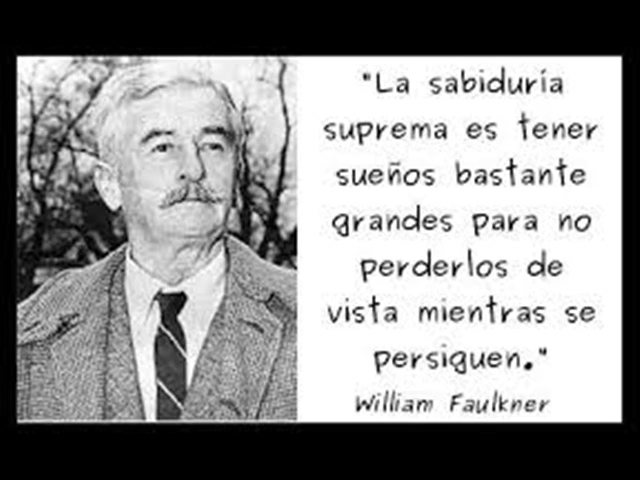 "La sabiduría
suprema es tener
sueños bastante
grandes para no
perderlos de
vista mientras se
persiguen."
William Faulkner